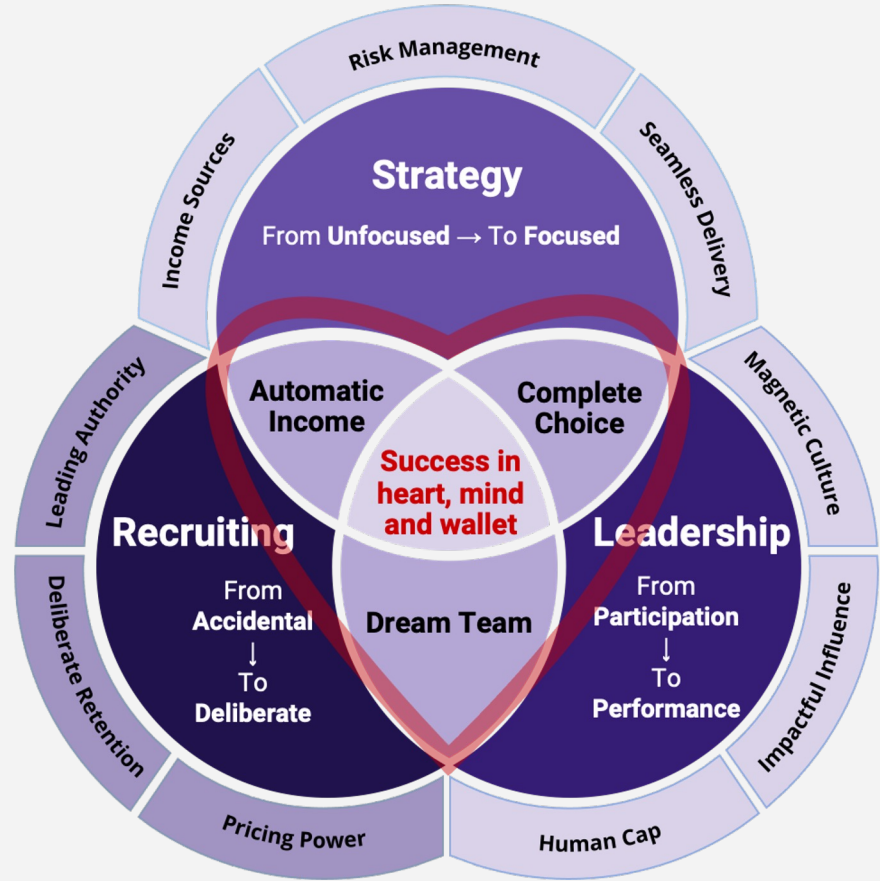 Risk Management
Income Sources
Seamless Delivery
Strategy
From Unfocused → To Focused
Leading Authority
Magnetic Culture
Automatic
Income
Complete
Choice
Success in
heart, mind
and wallet
Recruiting
From
Accidental
↓
To
Deliberate
Leadership
From
Participation
↓
To
Performance
Dream Team
Deliberate Retention
Impactful Influence
Pricing Power
Human Cap